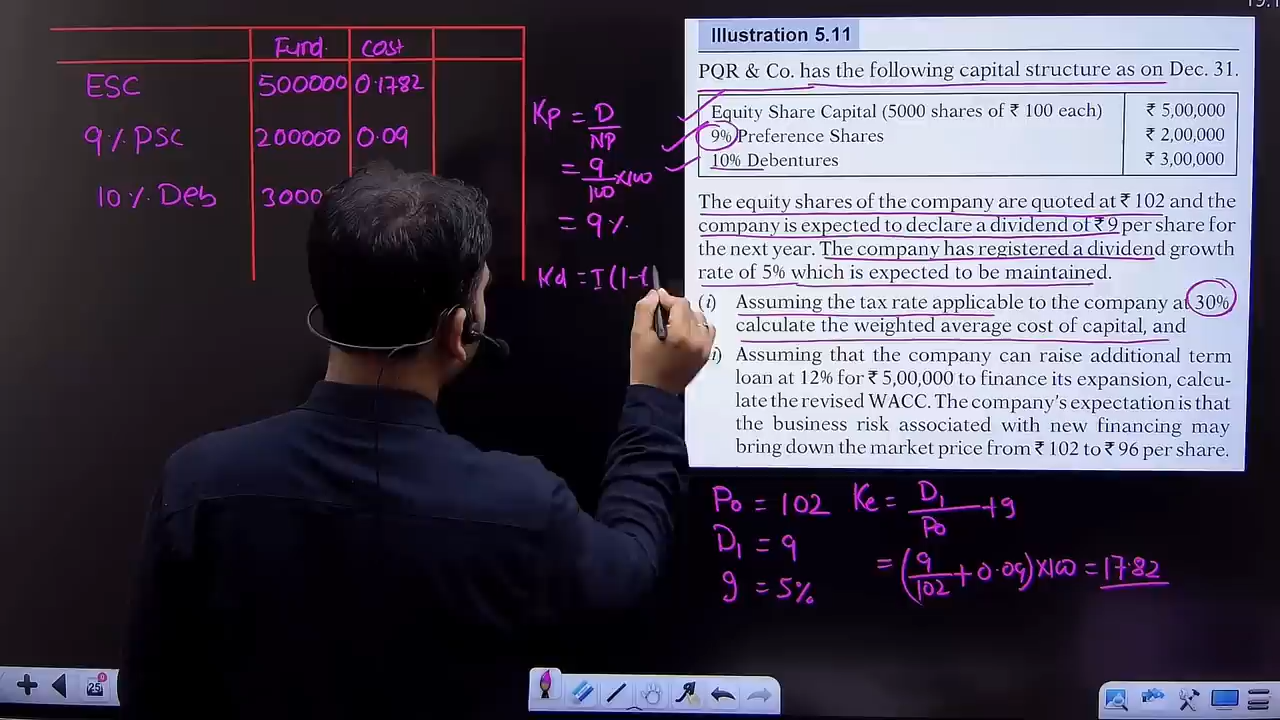 Fund cost
ESC 500000 0.1782
9% PSC 200000 0.09
10% Deb 3000
Kp = D
NP
= 9
100 ×100
= 9%
Kd = I (1-t
Illustration 5.11
PQR & Co. has the following capital structure as on Dec. 31.
Equity Share Capital (5000 shares of ₹ 100 each) ₹ 5,00,000
9% Preference Shares ₹ 2,00,000
10% Debentures ₹ 3,00,000
The equity shares of the company are quoted at ₹ 102 and the
company is expected to declare a dividend of ₹ 9 per share for
the next year. The company has registered a dividend growth
rate of 5% which is expected to be maintained.
(i) Assuming the tax rate applicable to the company at 30%
calculate the weighted average cost of capital, and
i) Assuming that the company can raise additional term
loan at 12% for ₹ 5,00,000 to finance its expansion, calcu-
late the revised WACC. The company's expectation is that
the business risk associated with new financing may
bring down the market price from ₹ 102 to ₹ 96 per share.
P0 = 102 Ke = D1
P0 +g
D1 = 9
= (9
102 + 0.09) ×100 = 17.82
g = 5%
25